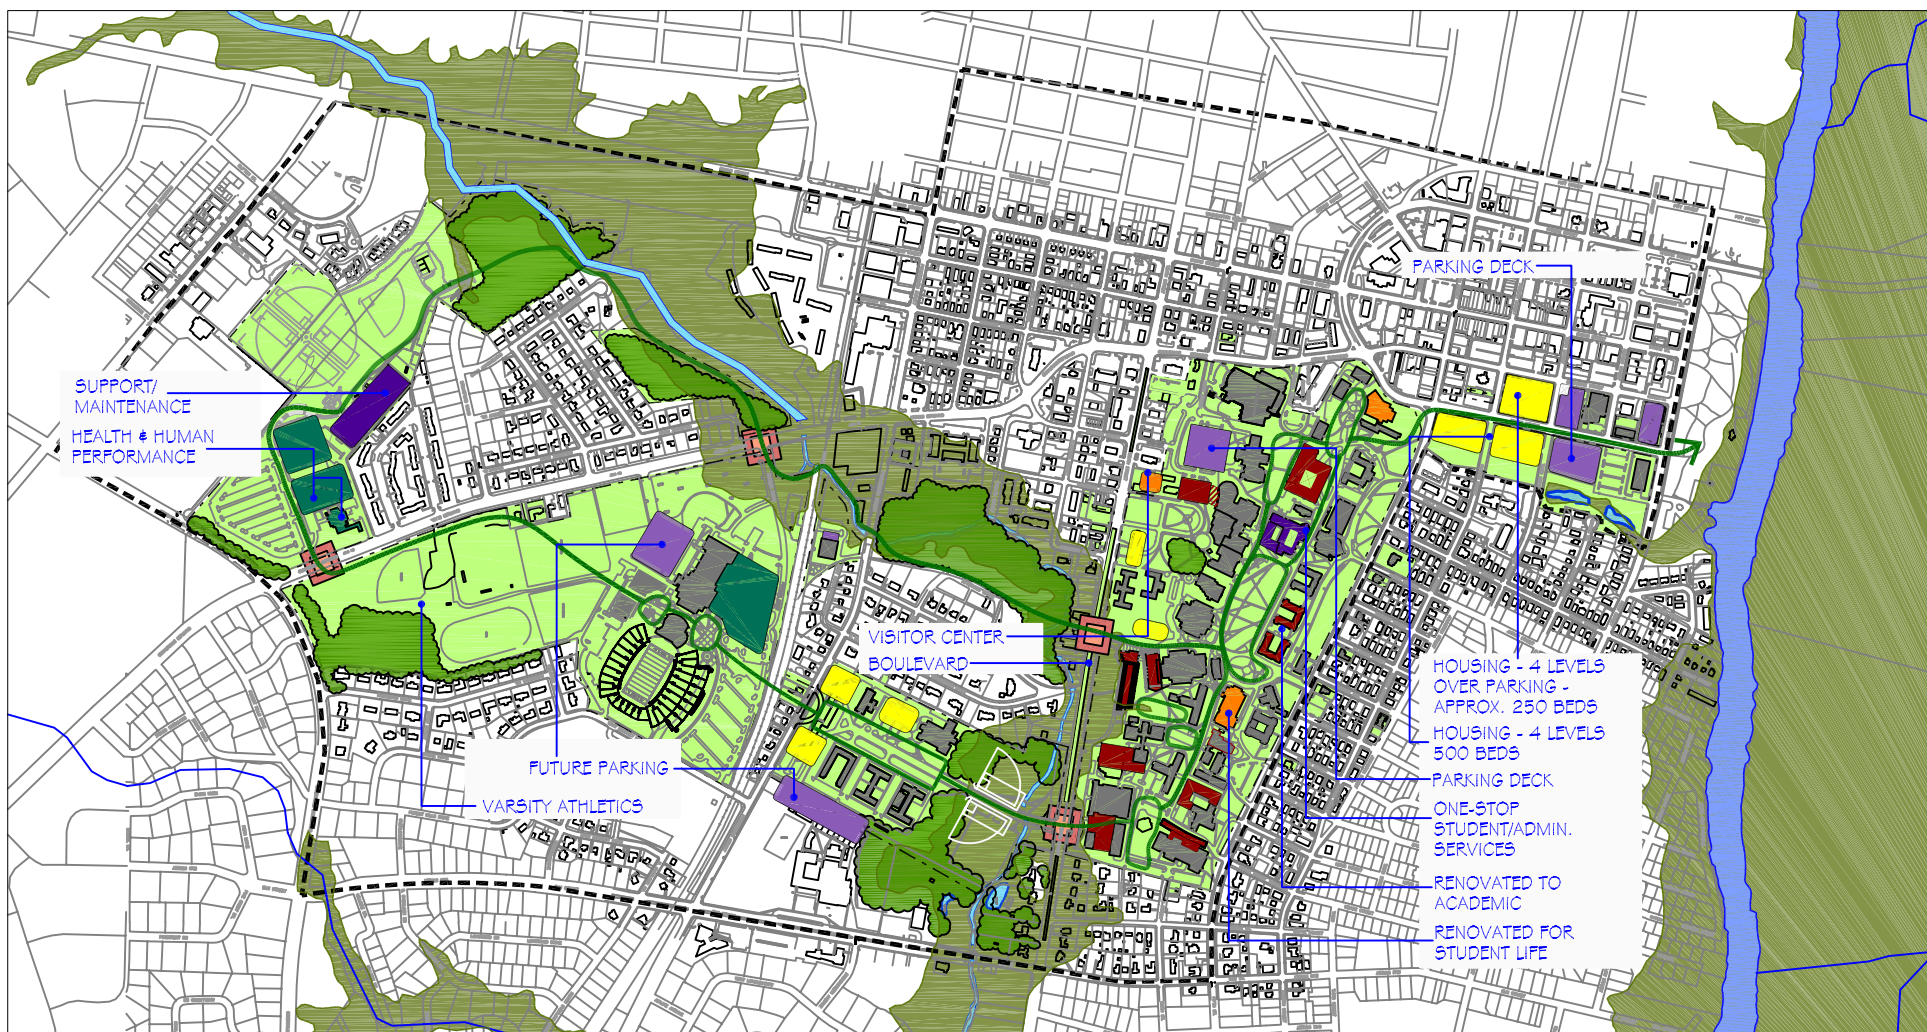 PARKING DECK
SUPPORT/
MAINTENANCE
HEALTH & HUMAN
PERFORMANCE
VISITOR CENTER
BOULEVARD
FUTURE PARKING
VARSITY ATHLETICS
HOUSING - 4 LEVELS
OVER PARKING -
APPROX. 250 BEDS
HOUSING - 4 LEVELS
500 BEDS
PARKING DECK
ONE-STOP
STUDENT/ADMIN.
SERVICES
RENOVATED TO
ACADEMIC
RENOVATED FOR
STUDENT LIFE